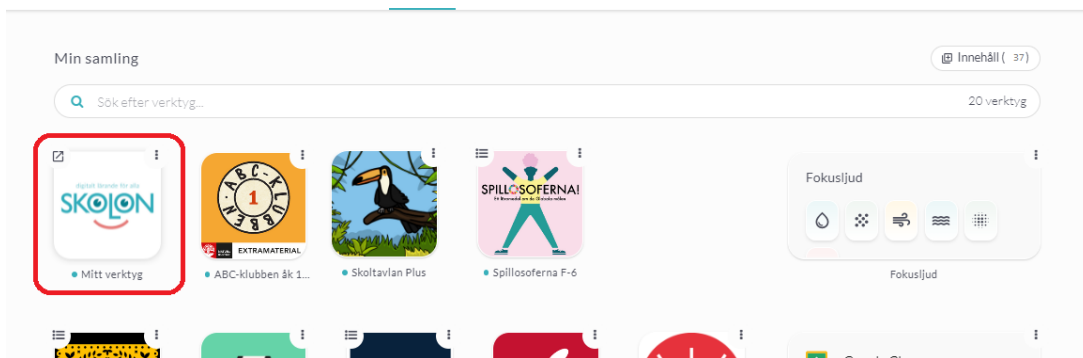 Min samling
Innehåll ( 37)
Sök efter verktyg...
20 verktyg
digitalt lärande för alla
SKOLON
Mitt verktyg
ABC-KLUBBEN
1
EXTRAMATERIAL
ABC-klubben åk 1...
Skoltavlan Plus
SPILLOSOFERNA!
Spillosoferna F-6
Fokusljud
Fokusljud